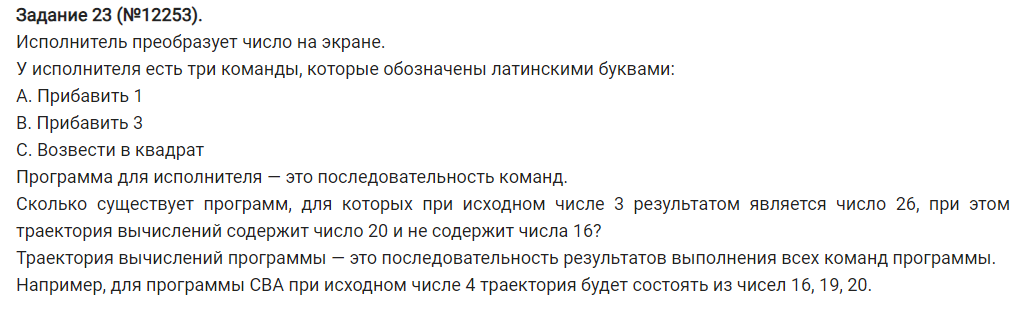 Задание 23 (№12253).
Исполнитель преобразует число на экране.
У исполнителя есть три команды, которые обозначены латинскими буквами:
A. Прибавить 1
B. Прибавить 3
C. Возвести в квадрат
Программа для исполнителя — это последовательность команд.
Сколько существует программ, для которых при исходном числе 3 результатом является число 26, при этом
траектория вычислений содержит число 20 и не содержит числа 16?
Траектория вычислений программы — это последовательность результатов выполнения всех команд программы.
Например, для программы CBA при исходном числе 4 траектория будет состоять из чисел 16, 19, 20.